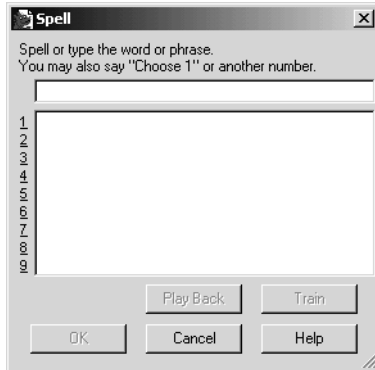 Spell
Spell or type the word or phrase.
You may also say "Choose 1" or another number.
1
2
3
4
5
6
7
8
9
Play Back Train
OK Cancel Help